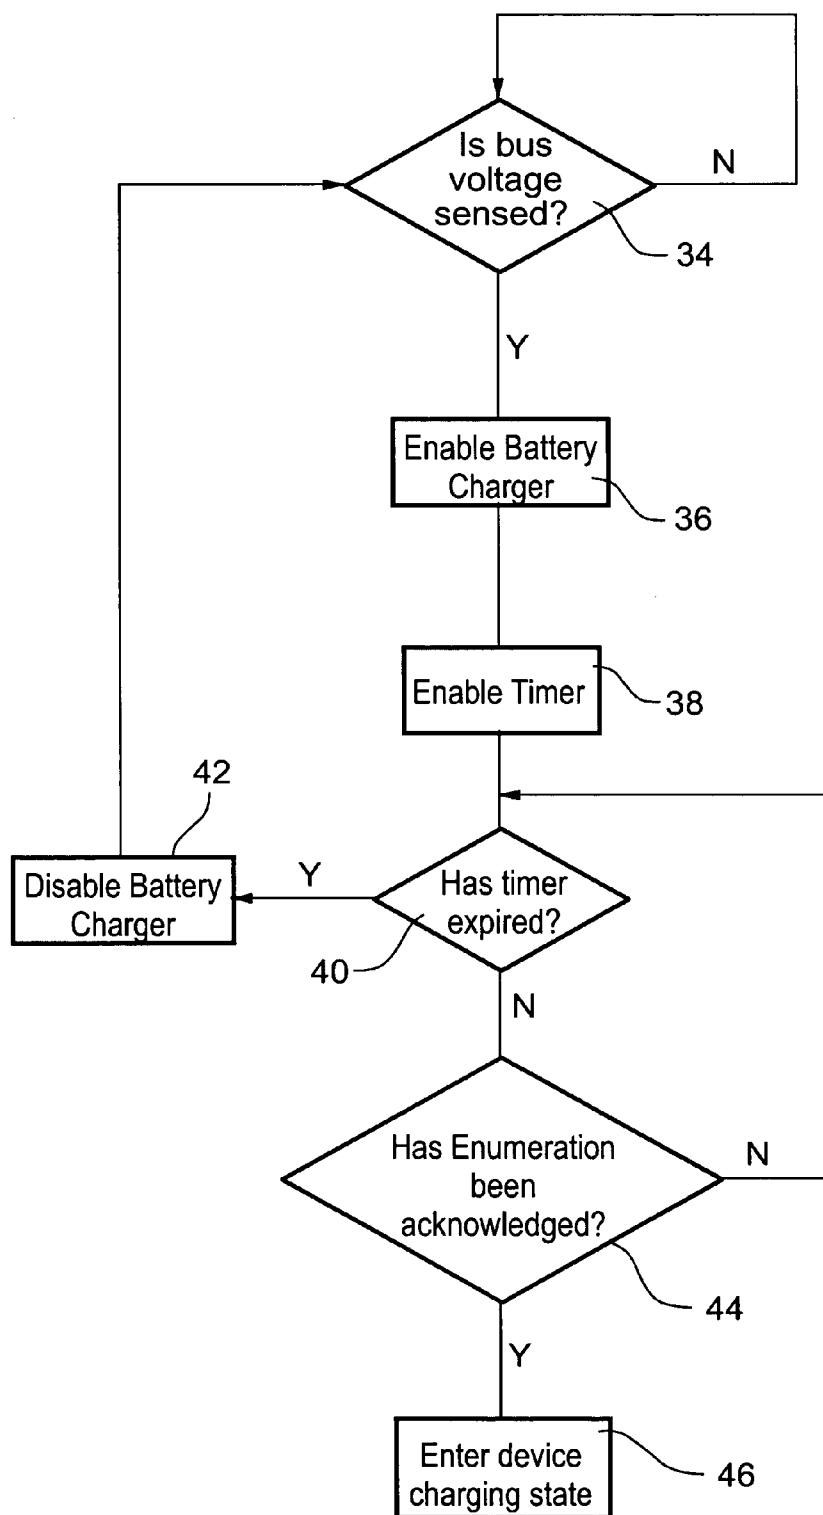 Is bus
voltage
sensed?
N
34
Y
Enable Battery
Charger
36
Enable Timer
38
42
Disable Battery
Charger
Y
Has timer
expired?
40
N
Has Enumeration
been
acknowledged?
N
44
Y
Enter device
charging state
46